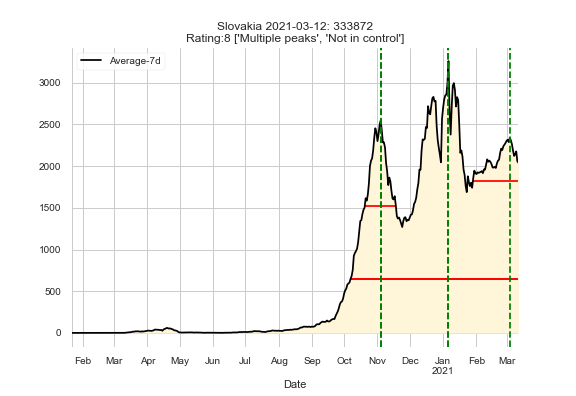 Slovakia 2021-03-12: 333872
Rating:8 ['Multiple peaks', 'Not in control']
Average-7d
3000
2500
2000
1500
1000
500
0
Feb Mar Apr May Jun Jul Aug Sep Oct Nov Dec Jan Feb Mar
2021
Date